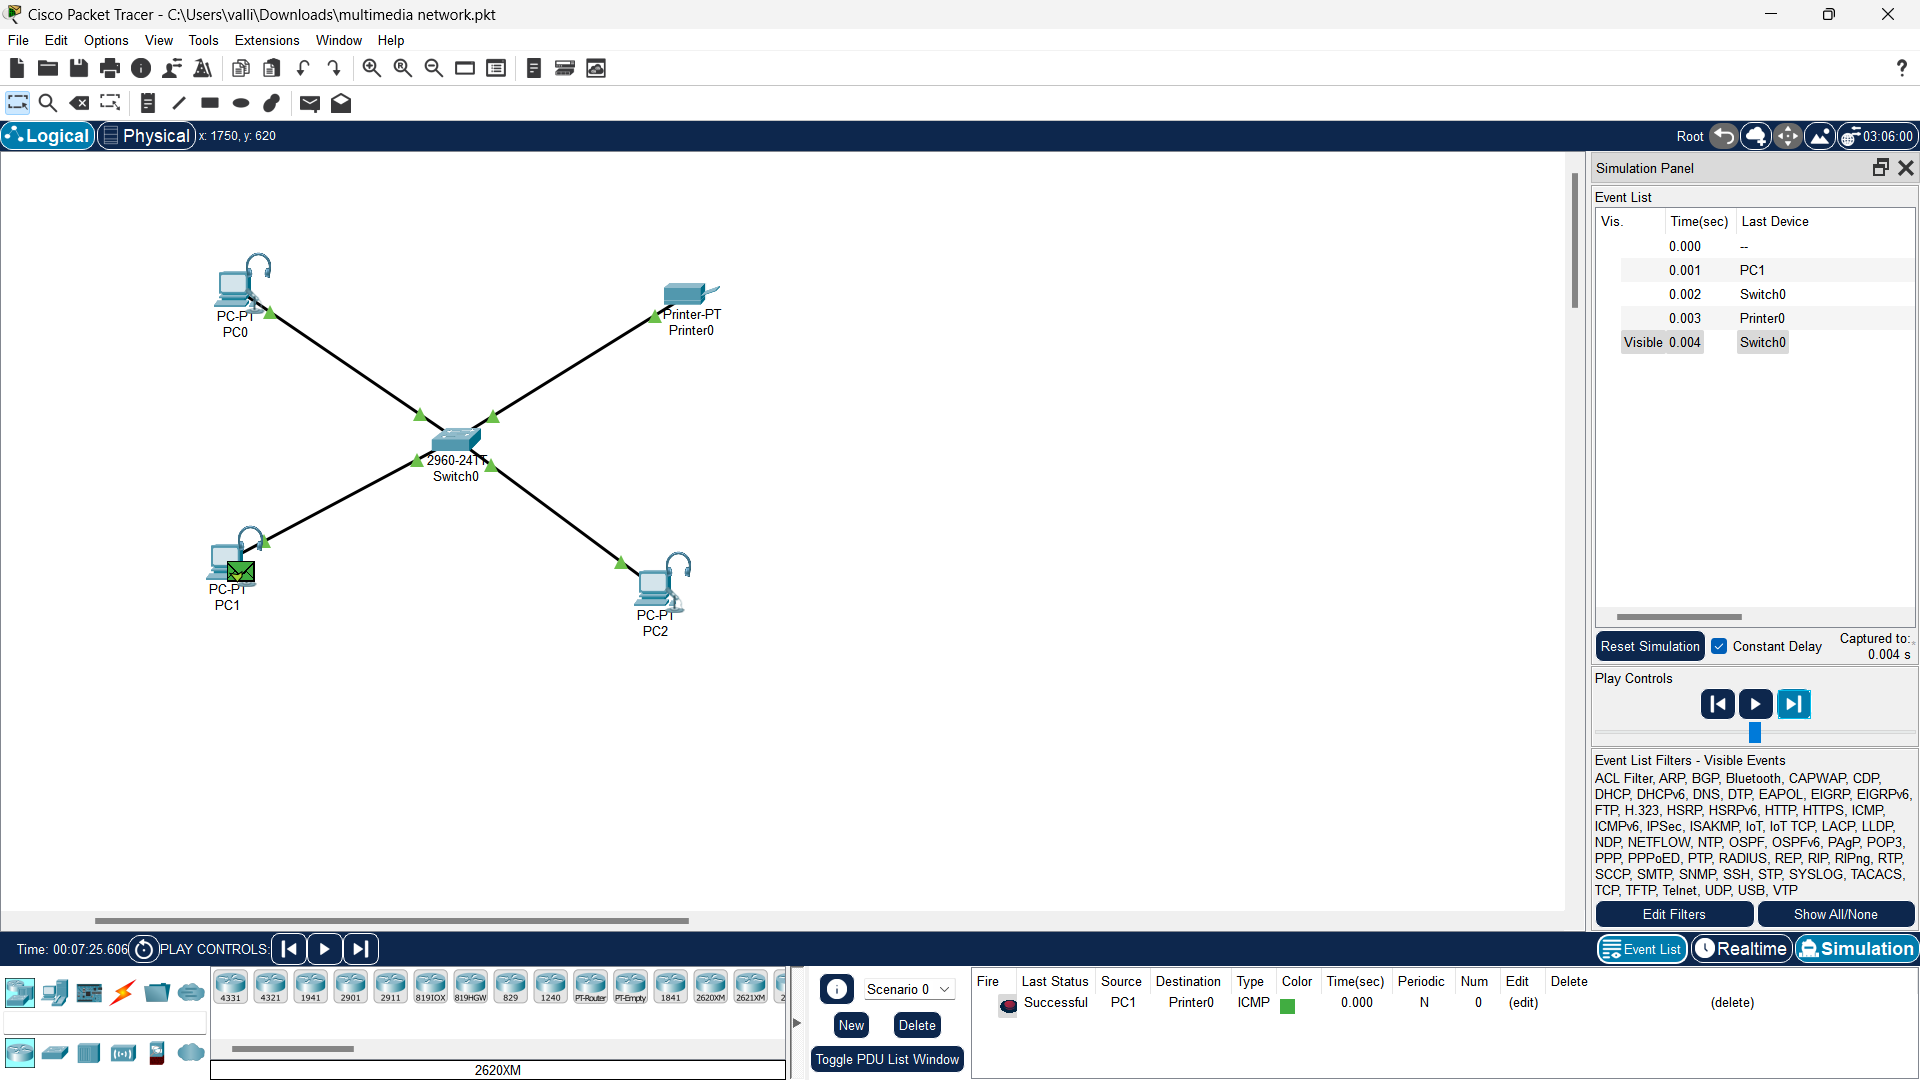 Cisco Packet Tracer - C:\Users\valli\Downloads\multimedia network.pkt
File Edit Options View Tools Extensions Window Help
?
Logical Physical x: 1750, y: 620 Root 03:06:00
Simulation Panel
Event List
Vis. Time(sec) Last Device
0.000 --
0.001 PC1
0.002 Switch0
0.003 Printer0
Visible 0.004 Switch0
PC-PT
PC0
Printer-PT
Printer0
2960-24TT
Switch0
PC-PT
PC1
PC-PT
PC2
Reset Simulation Constant Delay Captured to:
0.004 s
Play Controls
Event List Filters - Visible Events
ACL Filter, ARP, BGP, Bluetooth, CAPWAP, CDP,
DHCP, DHCPv6, DNS, DTP, EAPOL, EIGRP, EIGRPv6,
FTP, H.323, HSRP, HSRPv6, HTTP, HTTPS, ICMP,
ICMPv6, IPSec, ISAKMP, IoT, IoT TCP, LACP, LLDP,
NDP, NETFLOW, NTP, OSPF, OSPFv6, PAgP, POP3,
PPP, PPPoED, PTP, RADIUS, REP, RIP, RIPng, RTP,
SCCP, SMTP, SNMP, SSH, STP, SYSLOG, TACACS,
TCP, TFTP, Telnet, UDP, USB, VTP
Edit Filters Show All/None
Time: 00:07:25.606 PLAY CONTROLS: Event List Realtime Simulation
4331 4321 1941 2901 2911 819IOX 819HGW 829 1240 PT-Router PT-Empty 1841 2620XM 2621XM 2
2620XM
Scenario 0
New Delete
Toggle PDU List Window
Fire Last Status Source Destination Type Color Time(sec) Periodic Num Edit Delete
Successful PC1 Printer0 ICMP 0.000 N 0 (edit) (delete)